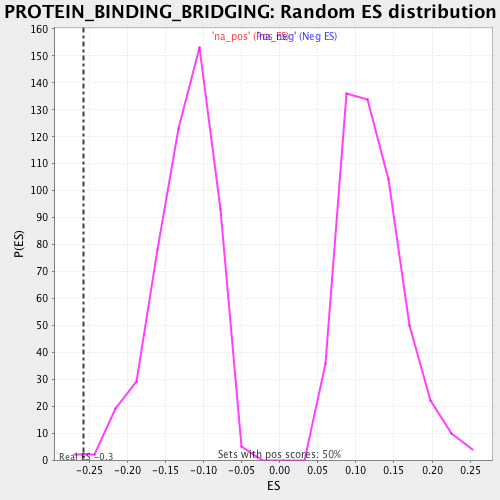 PROTEIN_BINDING_BRIDGING: Random ES distribution
'na_pos' (Pos ES) 'na_neg' (Neg ES)
160
150
140
130
120
110
100
90
80
70
60
50
40
30
20
10
0
P(ES)
Real ES -0.3
Sets with pos scores: 50%
-0.25 -0.20 -0.15 -0.10 -0.05 0.00 0.05 0.10 0.15 0.20 0.25
ES